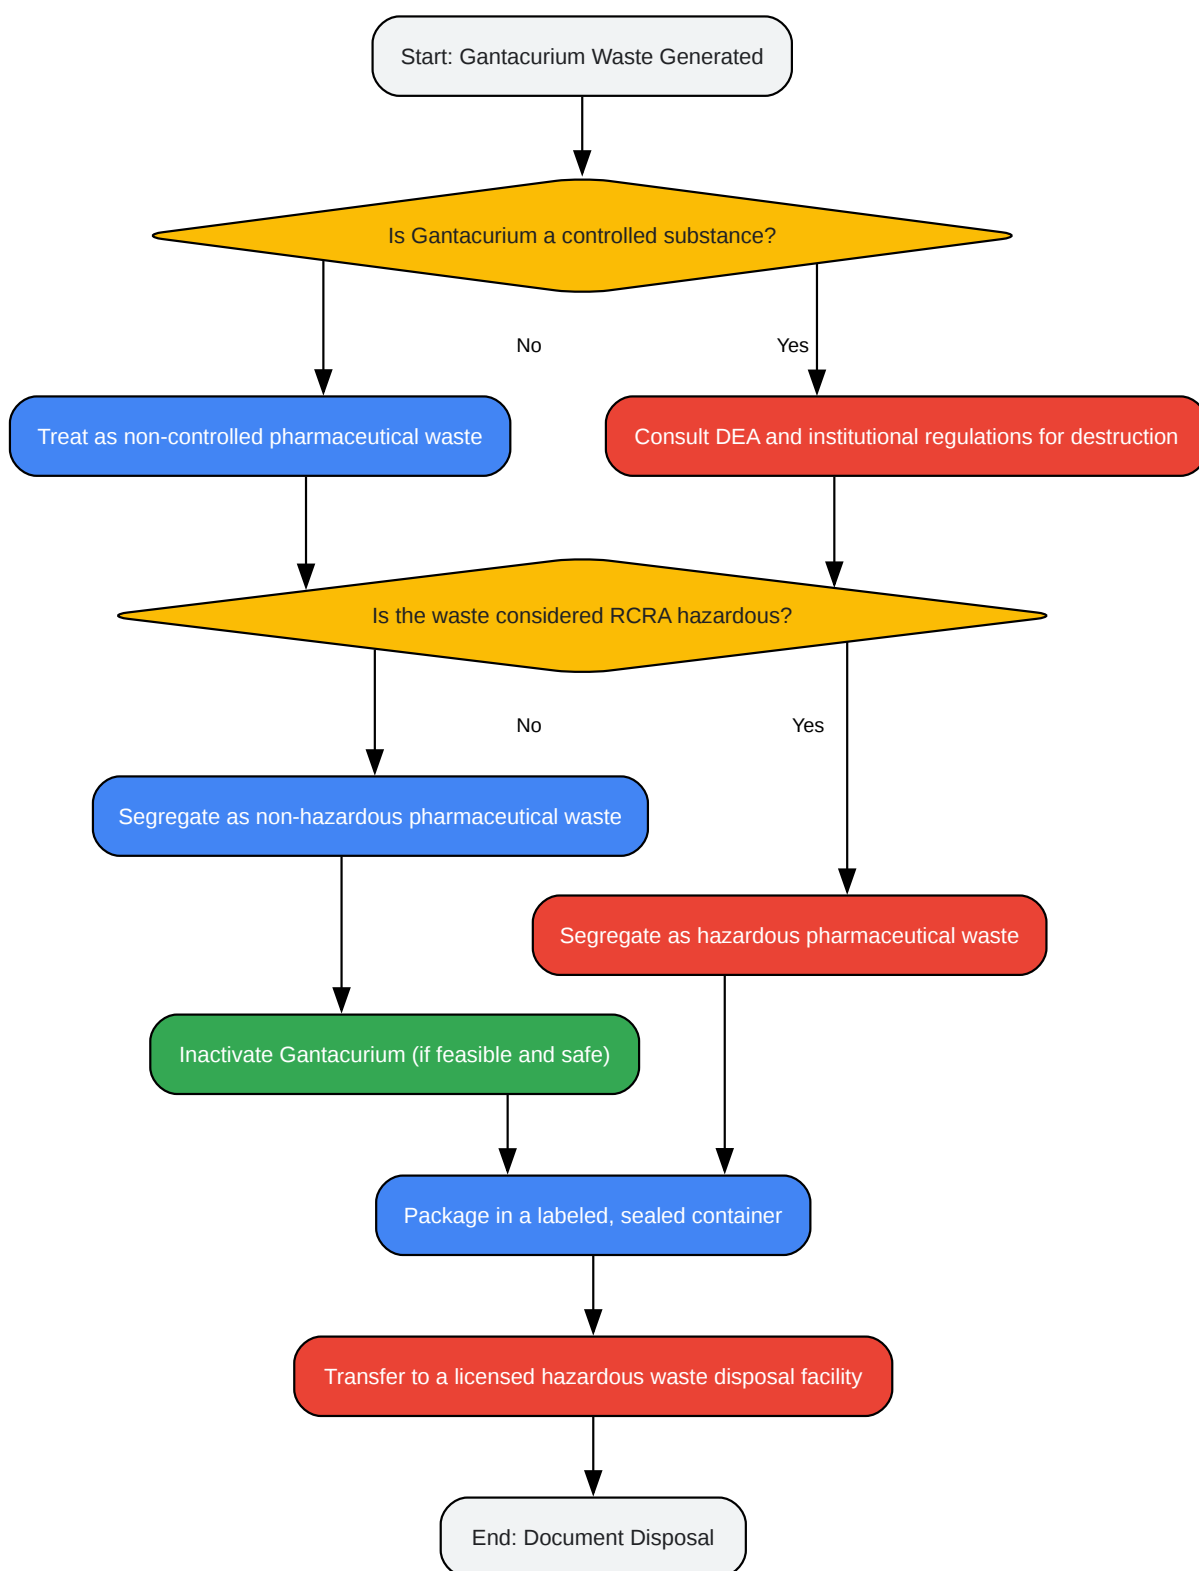 Start: Gantacurium Waste Generated
Is Gantacurium a controlled substance?
No
Yes
Treat as non-controlled pharmaceutical waste
Consult DEA and institutional regulations for destruction
Is the waste considered RCRA hazardous?
No
Yes
Segregate as non-hazardous pharmaceutical waste
Segregate as hazardous pharmaceutical waste
Inactivate Gantacurium (if feasible and safe)
Package in a labeled, sealed container
Transfer to a licensed hazardous waste disposal facility
End: Document Disposal